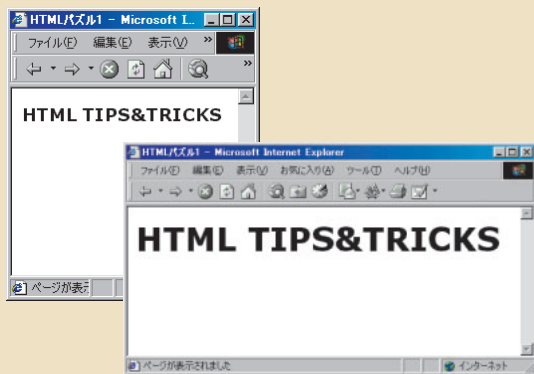 HTMLパズル1 - Microsoft I...
ファイル(F) 編集(E) 表示(V) »
»
HTML TIPS&TRICKS
ページが表示
HTMLパズル1 - Microsoft Internet Explorer
ファイル(F) 編集(E) 表示(V) お気に入り(A) ツール(T) ヘルプ(H)
HTML TIPS&TRICKS
ページが表示されました インターネット